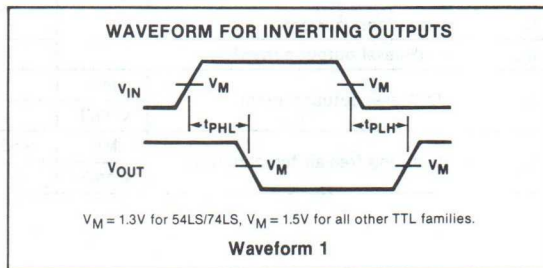 WAVEFORM FOR INVERTING OUTPUTS
VIN VM VM
tPHL tPLH
VOUT VM VM
VM = 1.3V for 54LS/74LS, VM = 1.5V for all other TTL families.
Waveform 1